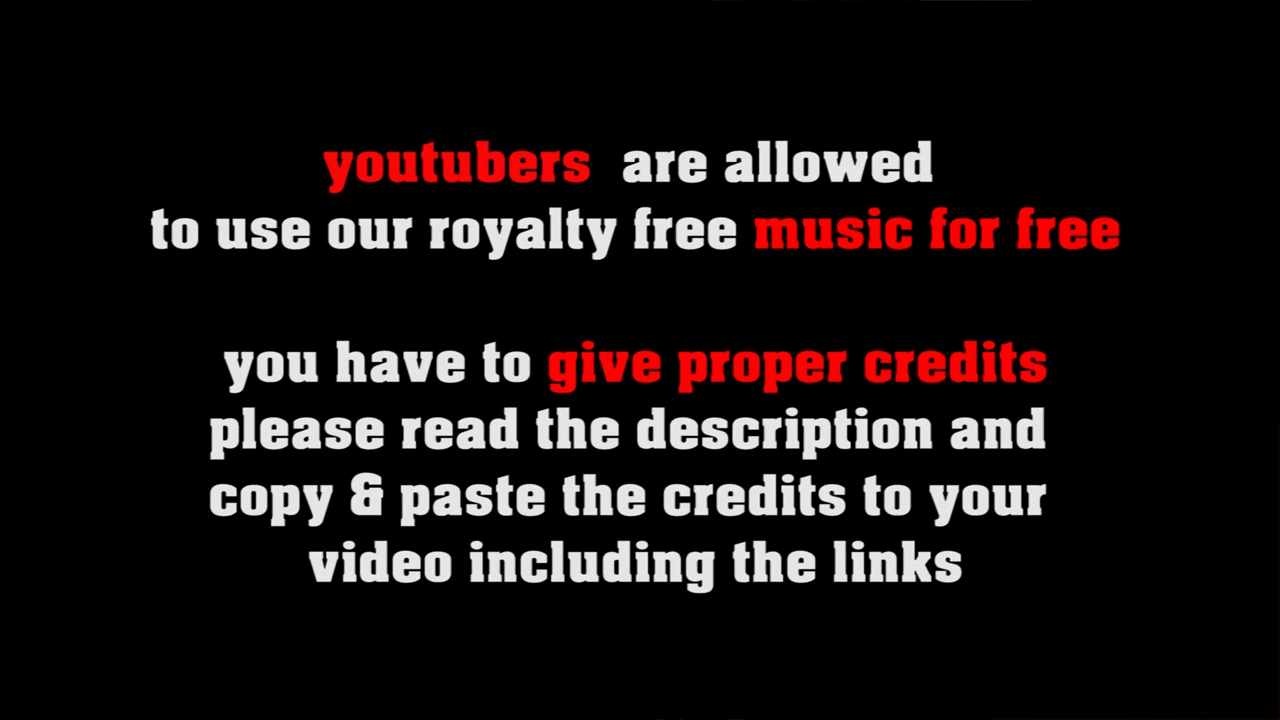 youtubers are allowed
to use our royalty free music for free
you have to give proper credits
please read the description and
copy & paste the credits to your
video including the links